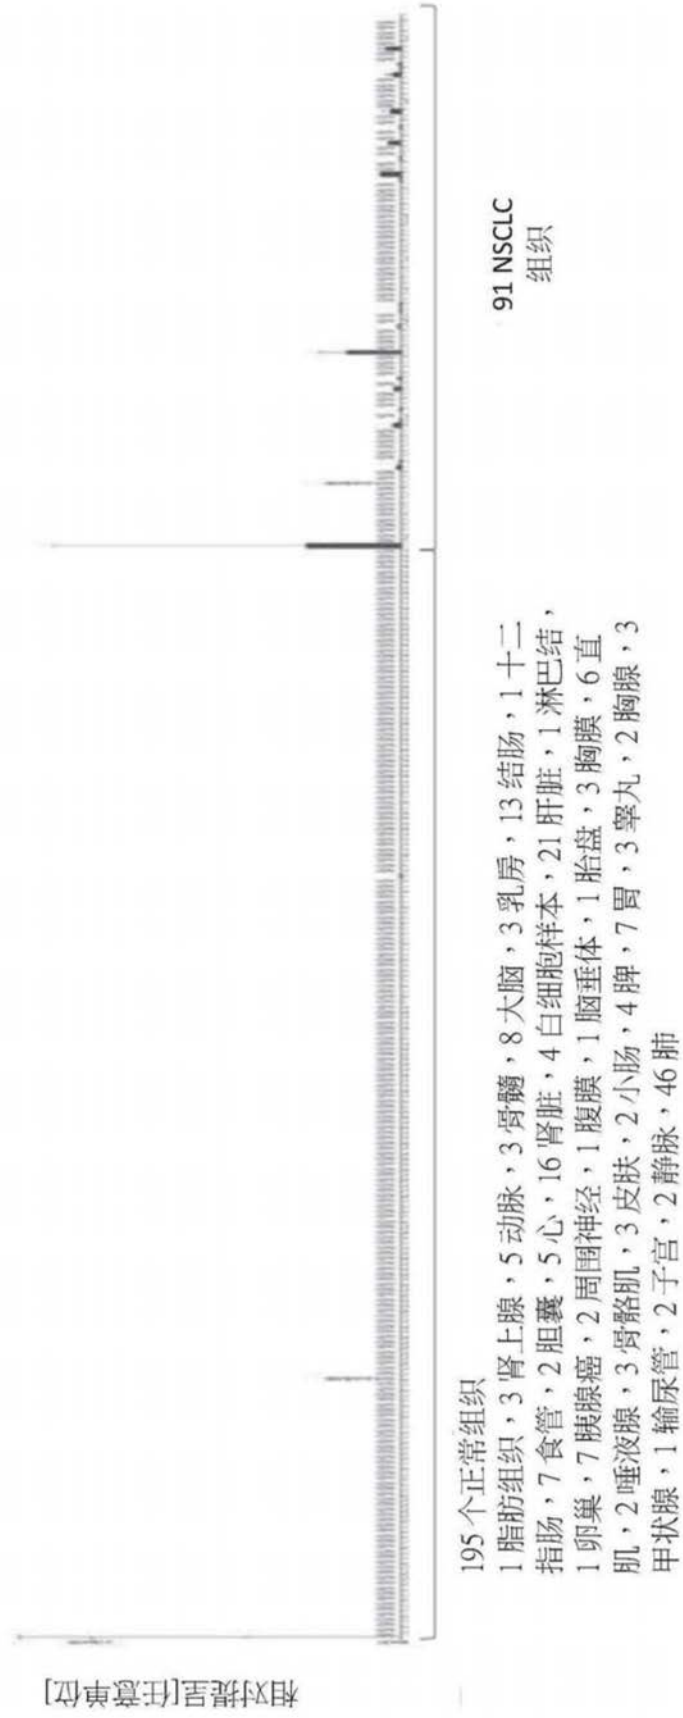 相对提呈[任意单位]
195 个正常组织
1 脂肪组织，3 肾上腺，5 动脉，3 骨髓，8 大脑，3 乳房，13 结肠，1 十二
指肠，7 食管，2 胆囊，5 心，16 肾脏，4 白细胞样本，21 肝脏，1 淋巴结，
1 卵巢，7 胰腺癌，2 周围神经，1 腹膜，1 脑垂体，1 胎盘，3 胸膜，6 直
肌，2 唾液腺，3 骨骼肌，3 皮肤，2 小肠，4 脾，7 胃，3 睾丸，2 胸腺，3
甲状腺，1 输尿管，2 子宫，2 静脉，46 肺
91 NSCLC
组织